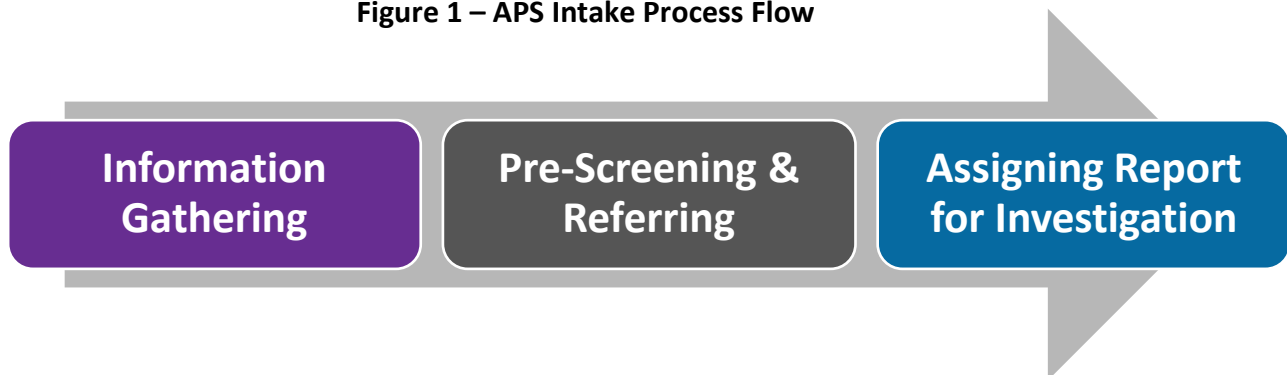 Figure 1 – APS Intake Process Flow
Information
Gathering
Pre-Screening &
Referring
Assigning Report
for Investigation